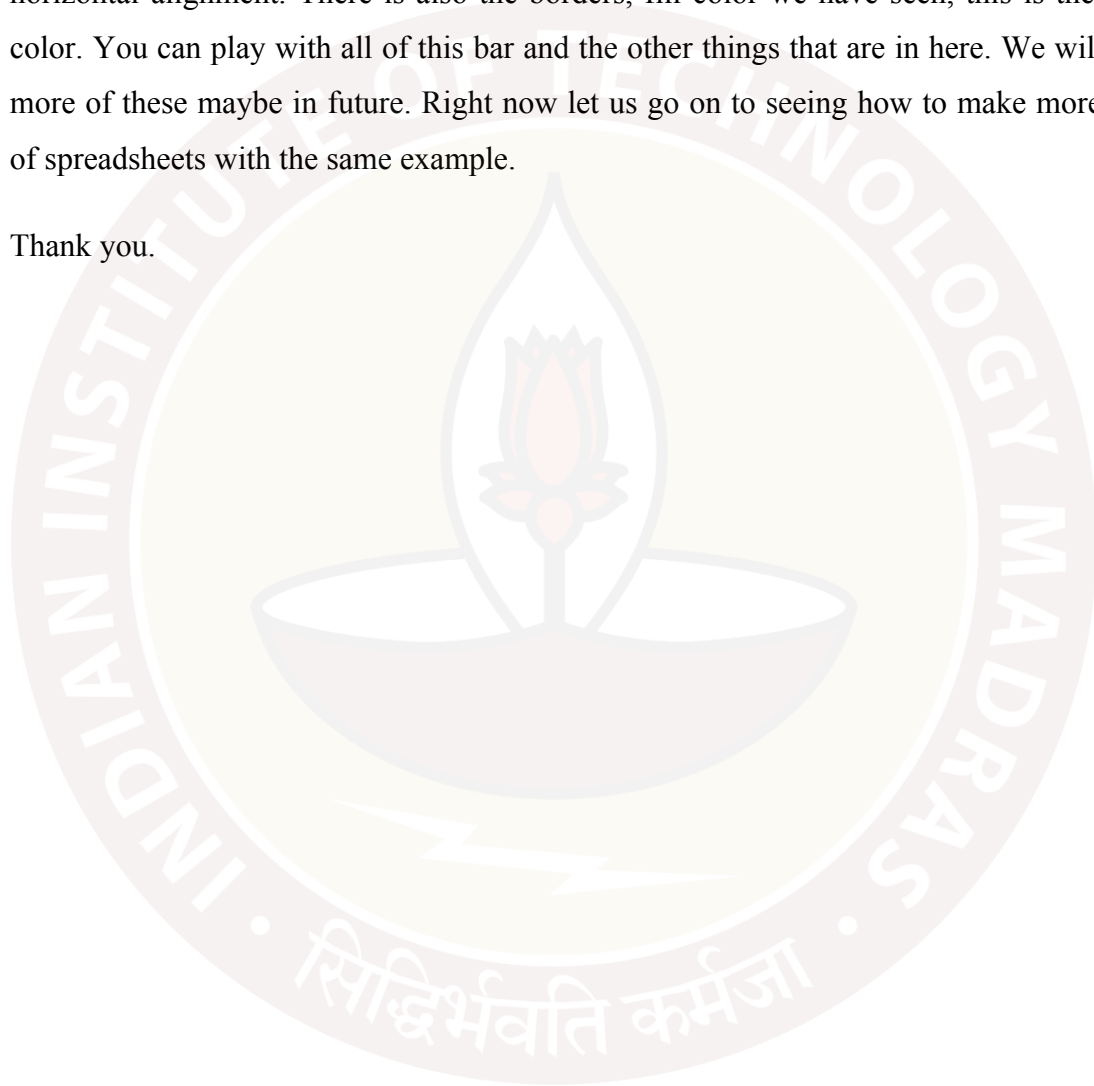 horizontal alignment. There is also the borders, fill color we have seen, this is the
color. You can play with all of this bar and the other things that are in here. We wil
more of these maybe in future. Right now let us go on to seeing how to make more
of spreadsheets with the same example.
Thank you.
INDIAN INSTITUTE OF TECHNOLOGY MADRAS
सिद्धिर्भवति कर्मजा